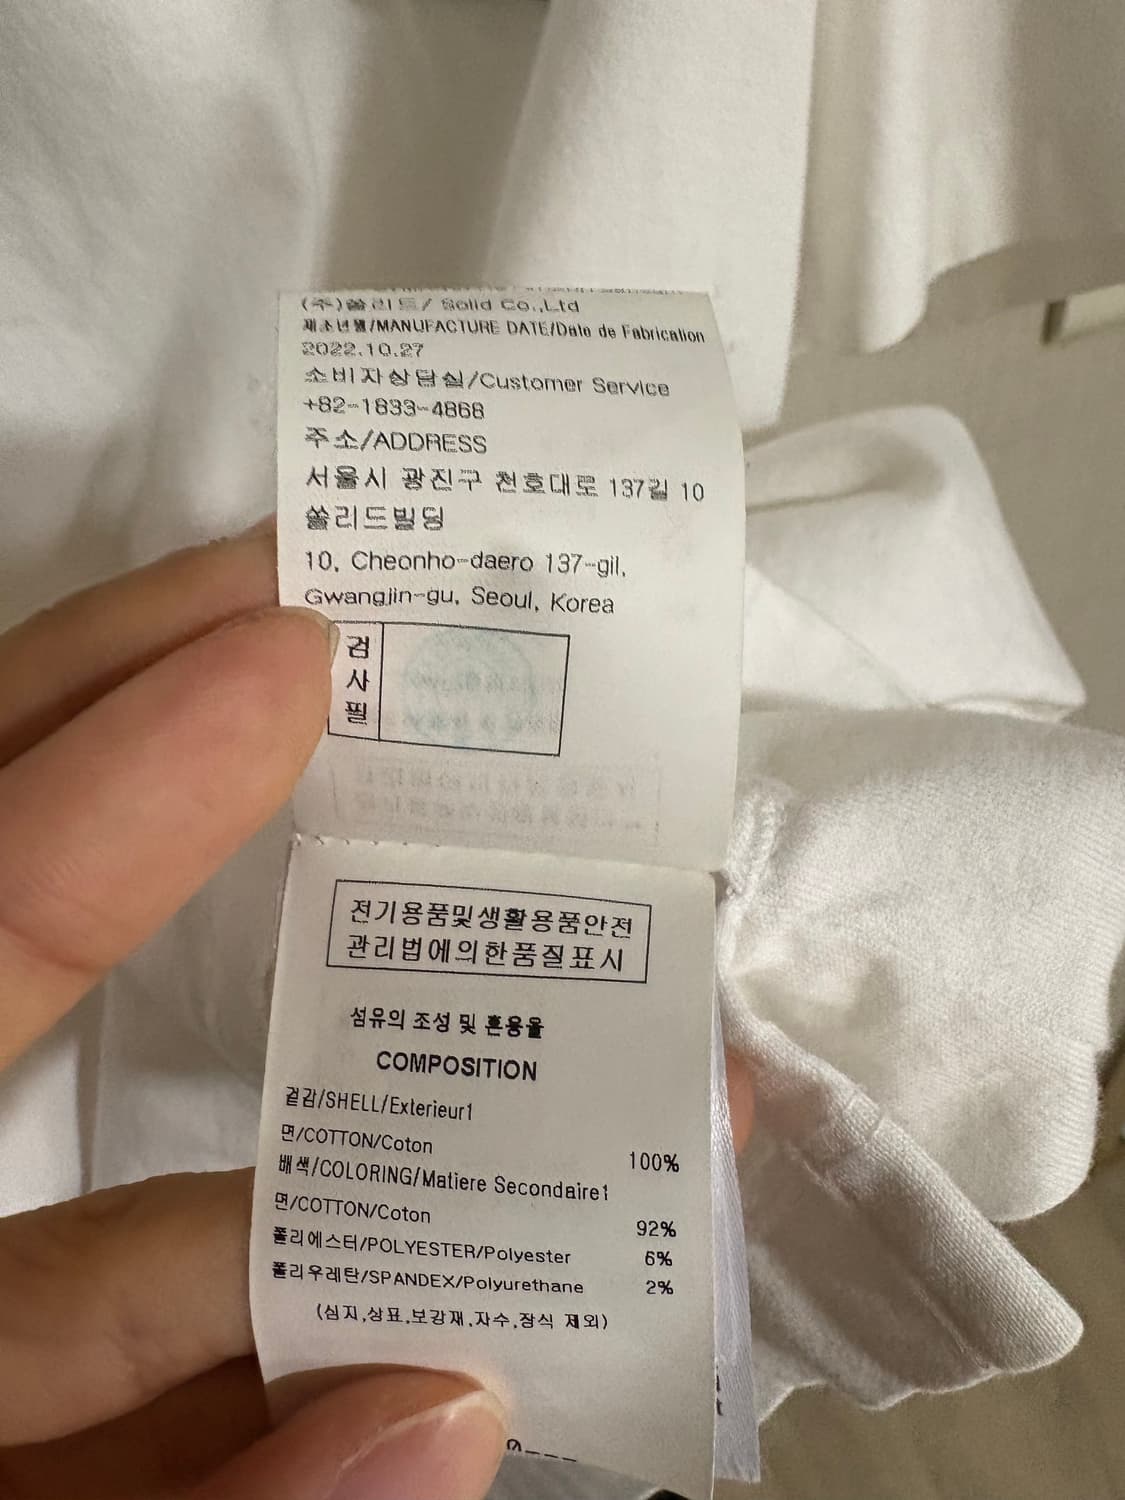 (주)쏠리드/ Solid Co.,Ltd
제조년월/MANUFACTURE DATE/Date de Fabrication
2022.10.27
소비자상담실/Customer Service
+82-1833-4868
주소/ADDRESS
서울시 광진구 천호대로 137길 10
쏠리드빌딩
10, Cheonho-daero 137-gil,
Gwangjin-gu, Seoul, Korea
검
사
필
전기용품및생활용품안전
관리법에의한품질표시
섬유의 조성 및 혼용율
COMPOSITION
겉감/SHELL/Exterieur1
면/COTTON/Coton 100%
배색/COLORING/Matiere Secondaire1
면/COTTON/Coton 92%
폴리에스터/POLYESTER/Polyester 6%
폴리우레탄/SPANDEX/Polyurethane 2%
(심지,상표,보강재,자수,장식 제외)